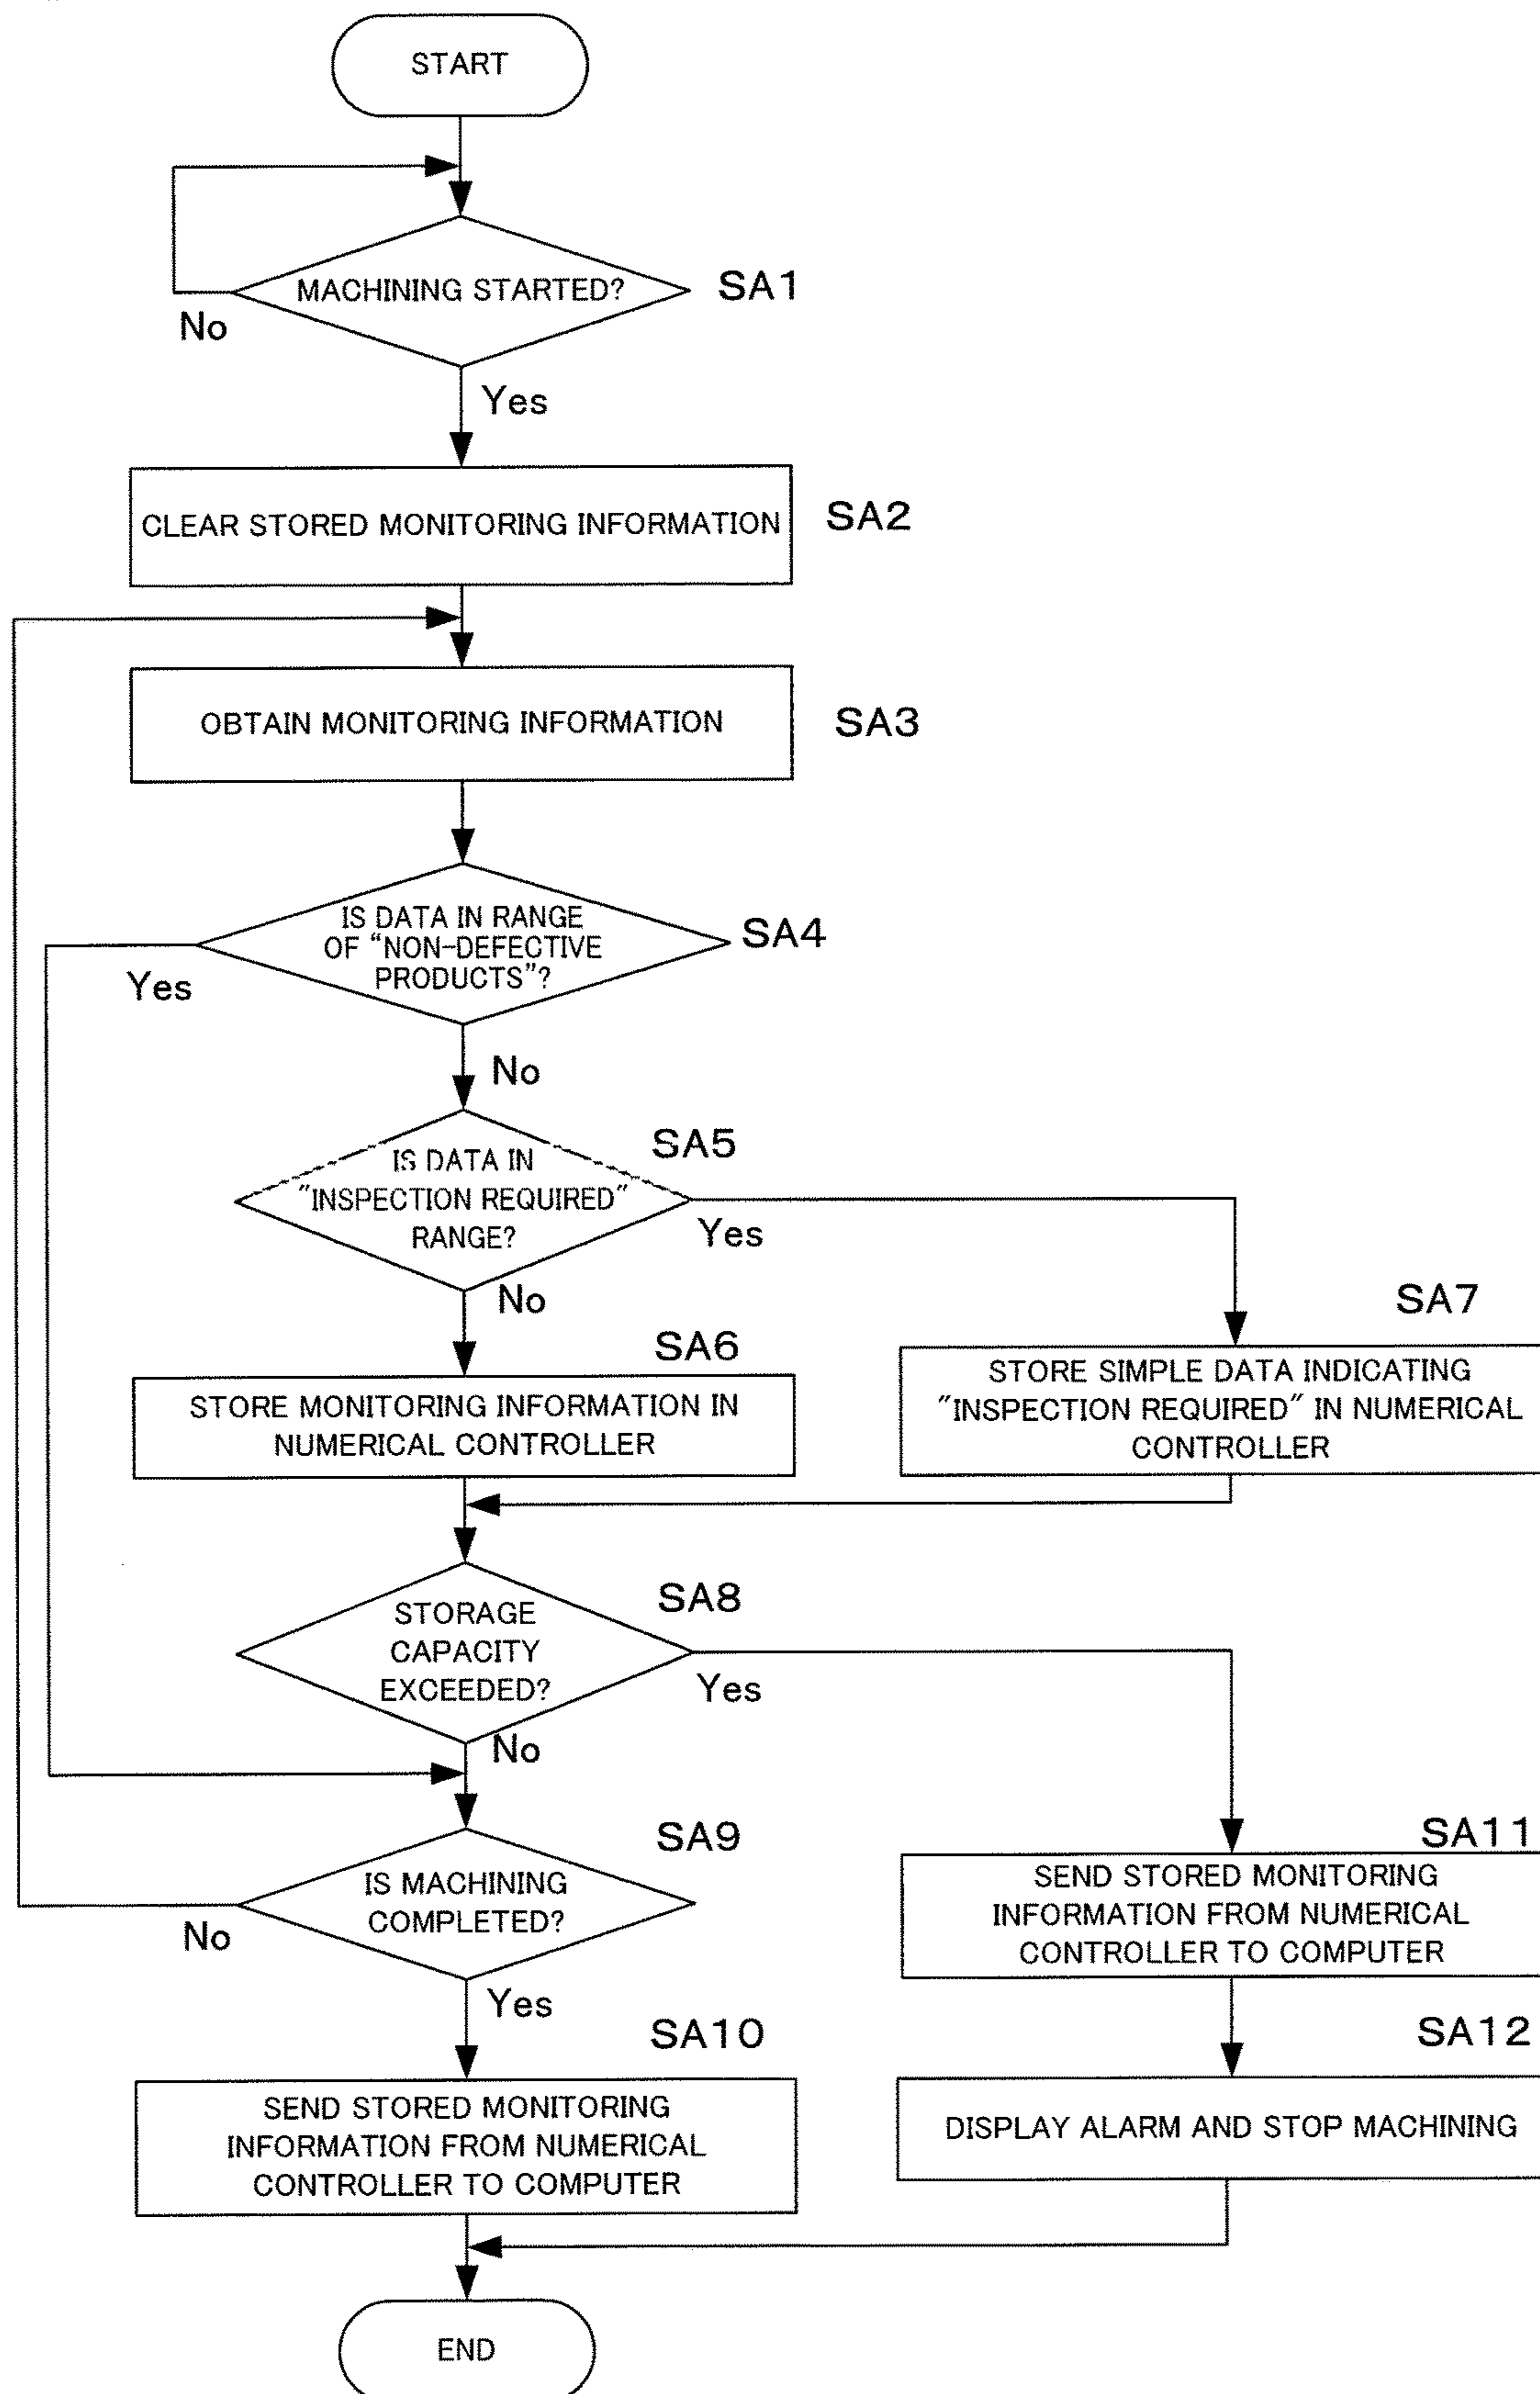 START
MACHINING STARTED?
SA1
No
Yes
CLEAR STORED MONITORING INFORMATION
SA2
OBTAIN MONITORING INFORMATION
SA3
IS DATA IN RANGE
OF “NON-DEFECTIVE
PRODUCTS”?
SA4
Yes
No
SA5
IS DATA IN
"INSPECTION REQUIRED"
RANGE?
Yes
No
SA6
STORE MONITORING INFORMATION IN
NUMERICAL CONTROLLER
SA7
STORE SIMPLE DATA INDICATING
"INSPECTION REQUIRED" IN NUMERICAL
CONTROLLER
SA8
STORAGE
CAPACITY
EXCEEDED?
Yes
No
SA9
IS MACHINING
COMPLETED?
No
Yes
SA11
SEND STORED MONITORING
INFORMATION FROM NUMERICAL
CONTROLLER TO COMPUTER
SA10
SEND STORED MONITORING
INFORMATION FROM NUMERICAL
CONTROLLER TO COMPUTER
SA12
DISPLAY ALARM AND STOP MACHINING
END